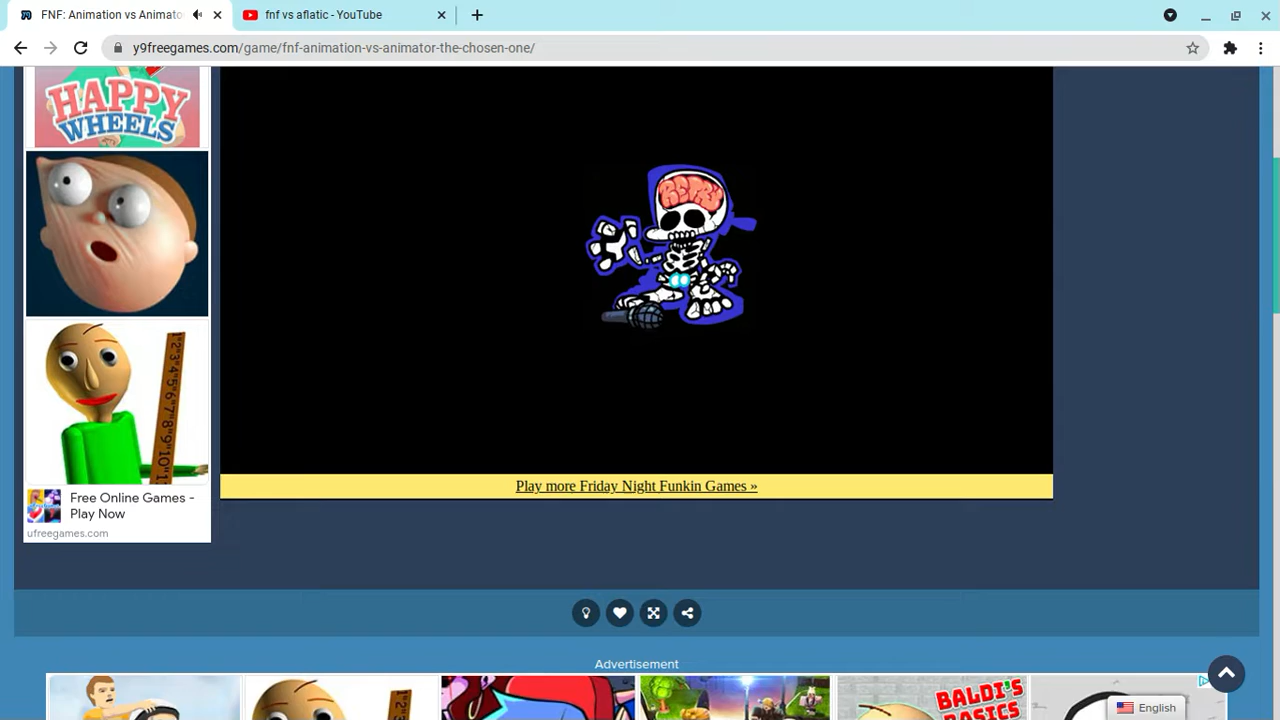 FNF: Animation vs Animato
fnf vs aflatic - YouTube
y9freegames.com/game/fnf-animation-vs-animator-the-chosen-one/
HAPPY
WHEELS
RETRY
Play more Friday Night Funkin Games »
Free Online Games -
Play Now
ufreegames.com
Advertisement
BALDI'S
BASICS
English